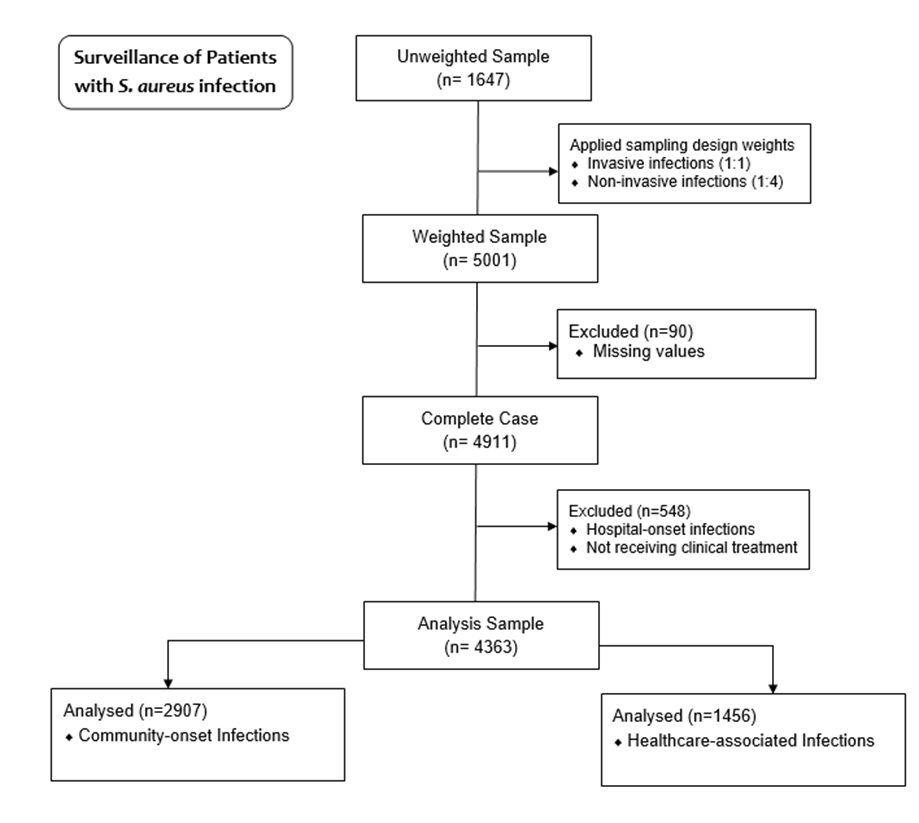 Surveillance of Patients
with S. aureus infection
Unweighted Sample
(n= 1647)
Applied sampling design weights
⬧ Invasive infections (1:1)
⬧ Non-invasive infections (1:4)
Weighted Sample
(n= 5001)
Excluded (n=90)
⬧ Missing values
Complete Case
(n= 4911)
Excluded (n=548)
⬧ Hospital-onset infections
⬧ Not receiving clinical treatment
Analysis Sample
(n= 4363)
Analysed (n=2907)
⬧ Community-onset Infections
Analysed (n=1456)
⬧ Healthcare-associated Infections